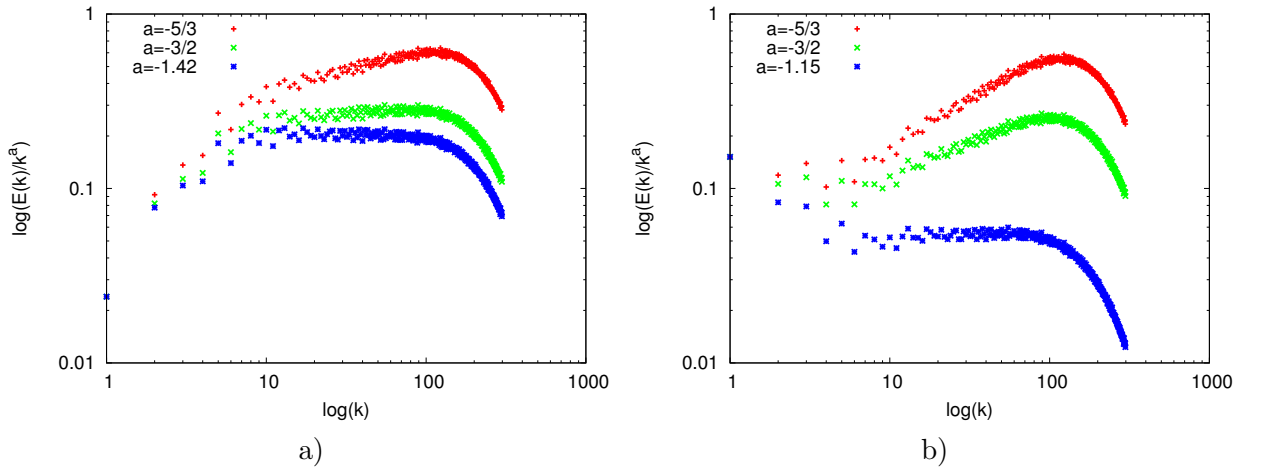 1
0.1
0.01
1
10
100
1000
log(E(k)/k^a)
log(k)
a=-5/3
a=-3/2
a=-1.42
a)
1
0.1
0.01
1
10
100
1000
log(E(k)/k^a)
log(k)
a=-5/3
a=-3/2
a=-1.15
b)